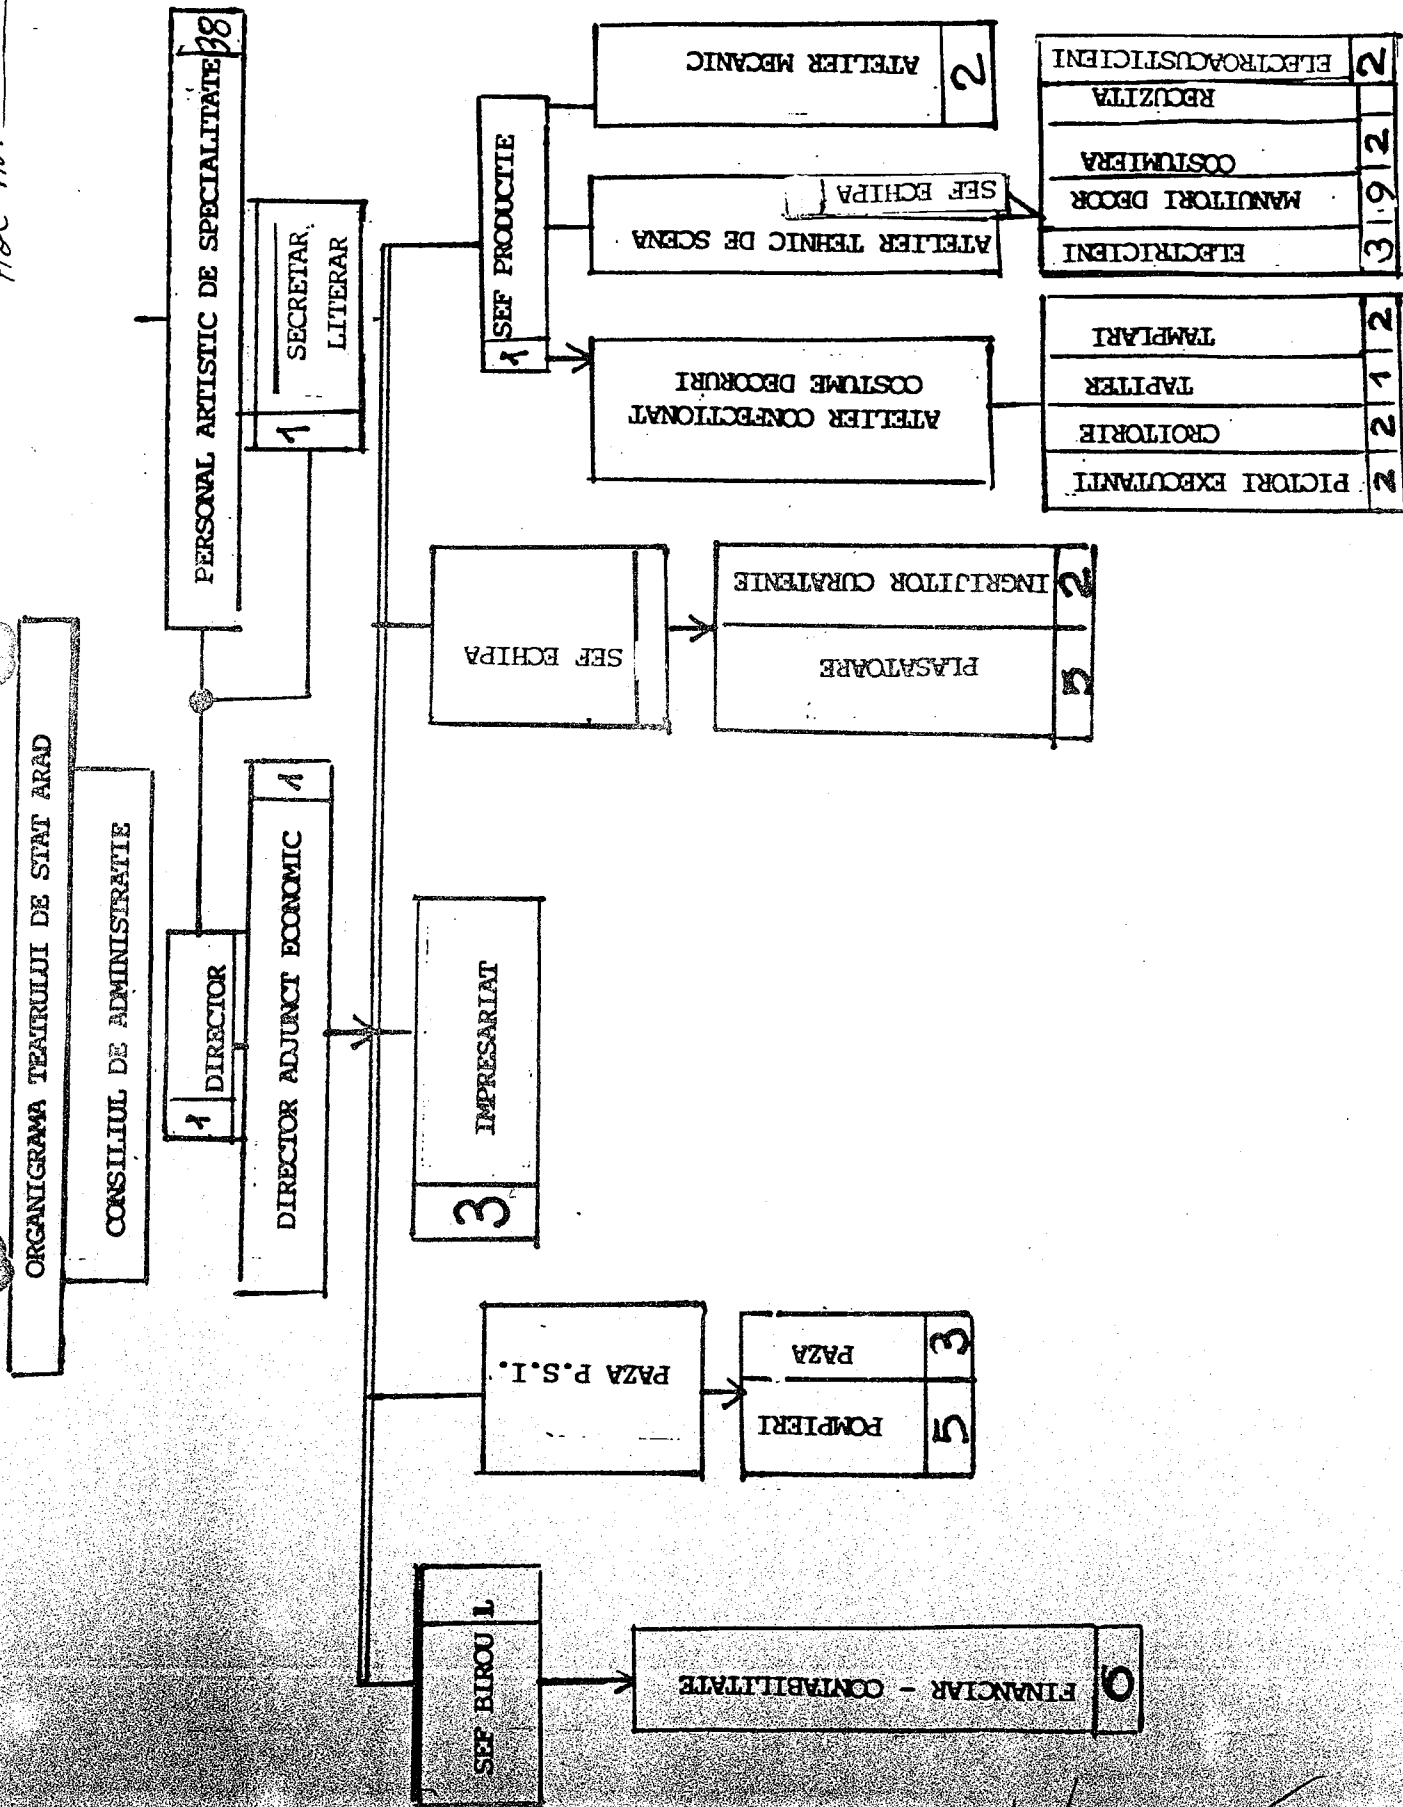 ORGANIGRAMA TEATRULUI DE STAT ARAD
CONSILIUL DE ADMINISTRATIE
1 DIRECTOR
PERSONAL ARTISTIC DE SPECIALITATE 38
DIRECTOR ADJUNCT ECONOMIC 1
1 SECRETAR
LITERAR
SEF BIROU 1
FINANCIAR - CONTABILITATE 6
PAZA P.S.I.
POMPIERI 5
PAZA 3
3 IMPRESARIAT
SEF ECHIPA
PLASATOARE 5
INGRIJITOR CURATENIE 2
1 SEF PRODUCTIE
ATELIER CONFECTIONAT
COSTUME DECORURI
PICTORI EXECUTANTI 2
CROITORIE 2
TAPITER 1
TAMPLARI 2
ATELIER TEHNIC DE SCENA
SEF ECHIPA 1
ELECTRICIENI 3
MANUITORI DECOR 9
COSTUMIERA 2
RECUZITA 1
ELECTROACUSTICIENI 2
ATELIER MECANIC 2